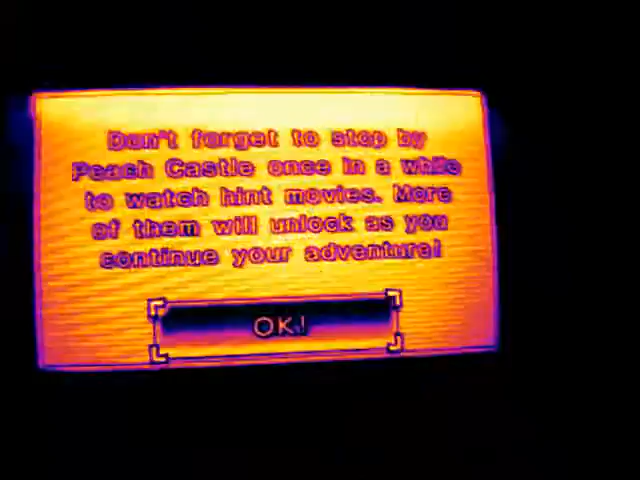 Don't forget to stop by
Peach Castle once in a while
to watch hint movies. More
of them will unlock as you
continue your adventure!
OK!